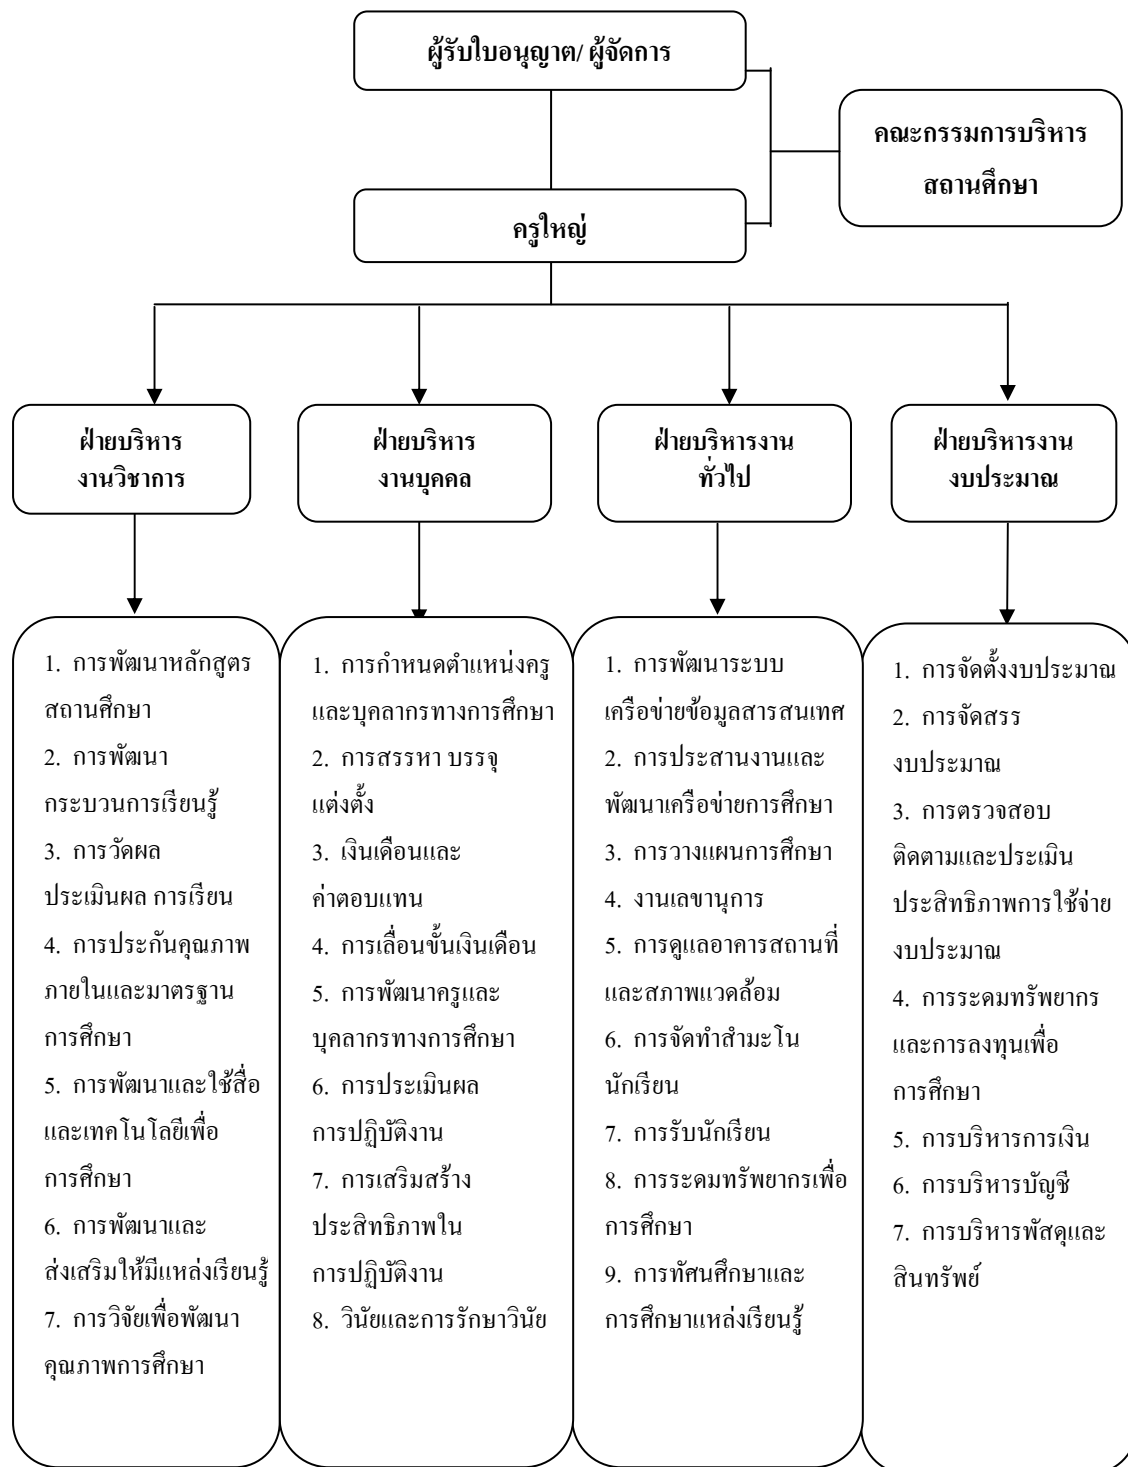 ผู้รับใบอนุญาต/ ผู้จัดการ
คณะกรรมการบริหาร
สถานศึกษา
ครูใหญ่
ฝ่ายบริหาร
งานวิชาการ
ฝ่ายบริหาร
งานบุคคล
ฝ่ายบริหารงาน
ทั่วไป
ฝ่ายบริหารงาน
งบประมาณ
1. การพัฒนาหลักสูตร
สถานศึกษา
2. การพัฒนา
กระบวนการเรียนรู้
3. การวัดผล
ประเมินผล การเรียน
4. การประกันคุณภาพ
ภายในและมาตรฐาน
การศึกษา
5. การพัฒนาและใช้สื่อ
และเทคโนโลยีเพื่อ
การศึกษา
6. การพัฒนาและ
ส่งเสริมให้มีแหล่งเรียนรู้
7. การวิจัยเพื่อพัฒนา
คุณภาพการศึกษา
1. การกำหนดตำแหน่งครู
และบุคลากรทางการศึกษา
2. การสรรหา บรรจุ
แต่งตั้ง
3. เงินเดือนและ
ค่าตอบแทน
4. การเลื่อนขั้นเงินเดือน
5. การพัฒนาครูและ
บุคลากรทางการศึกษา
6. การประเมินผล
การปฏิบัติงาน
7. การเสริมสร้าง
ประสิทธิภาพใน
การปฏิบัติงาน
8. วินัยและการรักษาวินัย
1. การพัฒนาระบบ
เครือข่ายข้อมูลสารสนเทศ
2. การประสานงานและ
พัฒนาเครือข่ายการศึกษา
3. การวางแผนการศึกษา
4. งานเลขานุการ
5. การดูแลอาคารสถานที่
และสภาพแวดล้อม
6. การจัดทำสำมะโน
นักเรียน
7. การรับนักเรียน
8. การระดมทรัพยากรเพื่อ
การศึกษา
9. การทัศนศึกษาและ
การศึกษาแหล่งเรียนรู้
1. การจัดตั้งงบประมาณ
2. การจัดสรร
งบประมาณ
3. การตรวจสอบ
ติดตามและประเมิน
ประสิทธิภาพการใช้จ่าย
งบประมาณ
4. การระดมทรัพยากร
และการลงทุนเพื่อ
การศึกษา
5. การบริหารการเงิน
6. การบริหารบัญชี
7. การบริหารพัสดุและ
สินทรัพย์